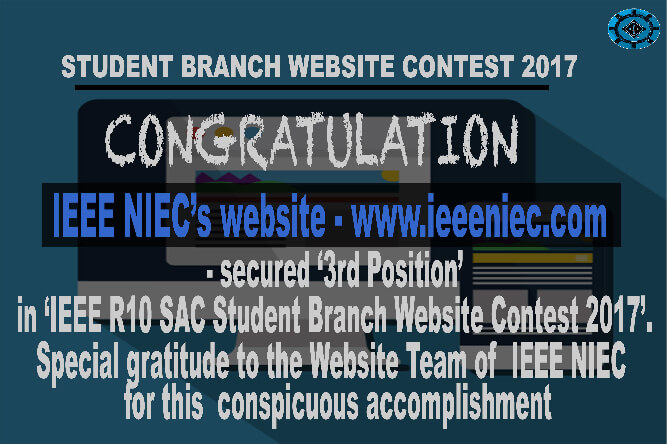 STUDENT BRANCH WEBSITE CONTEST 2017
CONGRATULATION
IEEE NIEC's website - www.ieeeniec.com
- secured ‘3rd Position’
in ‘IEEE R10 SAC Student Branch Website Contest 2017’.
Special gratitude to the Website Team of IEEE NIEC
for this conspicuous accomplishment